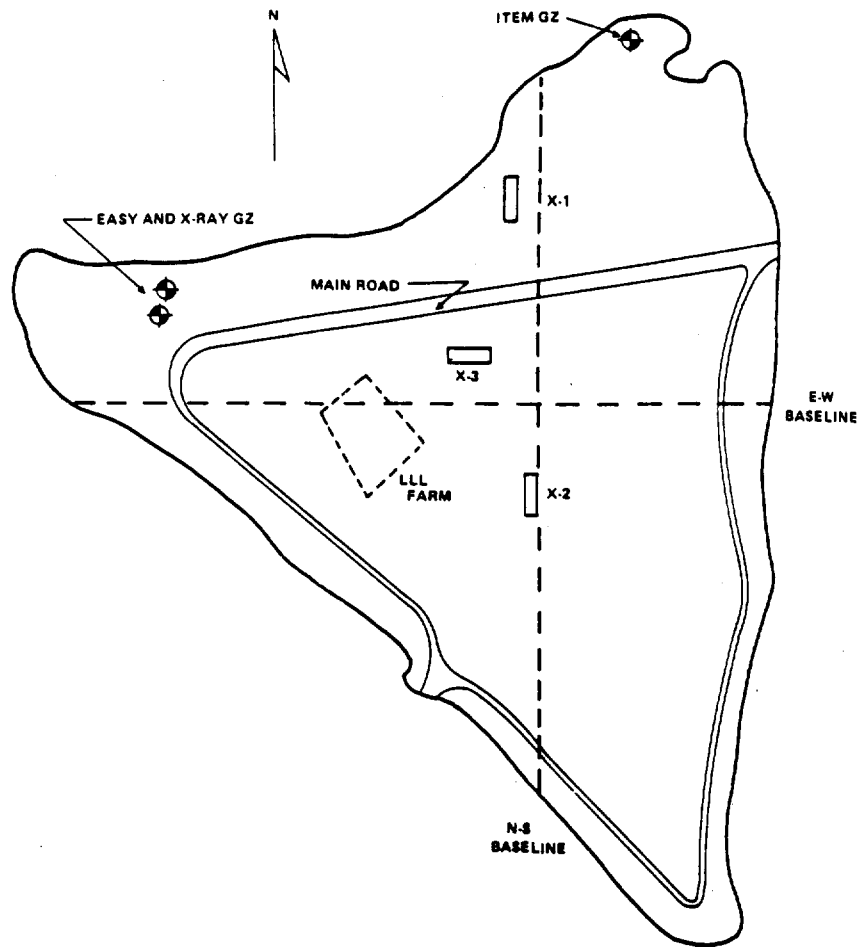 N
ITEM GZ
X-1
EASY AND X-RAY GZ
MAIN ROAD
X-3
E-W
BASELINE
LLL
FARM
X-2
N-S
BASELINE